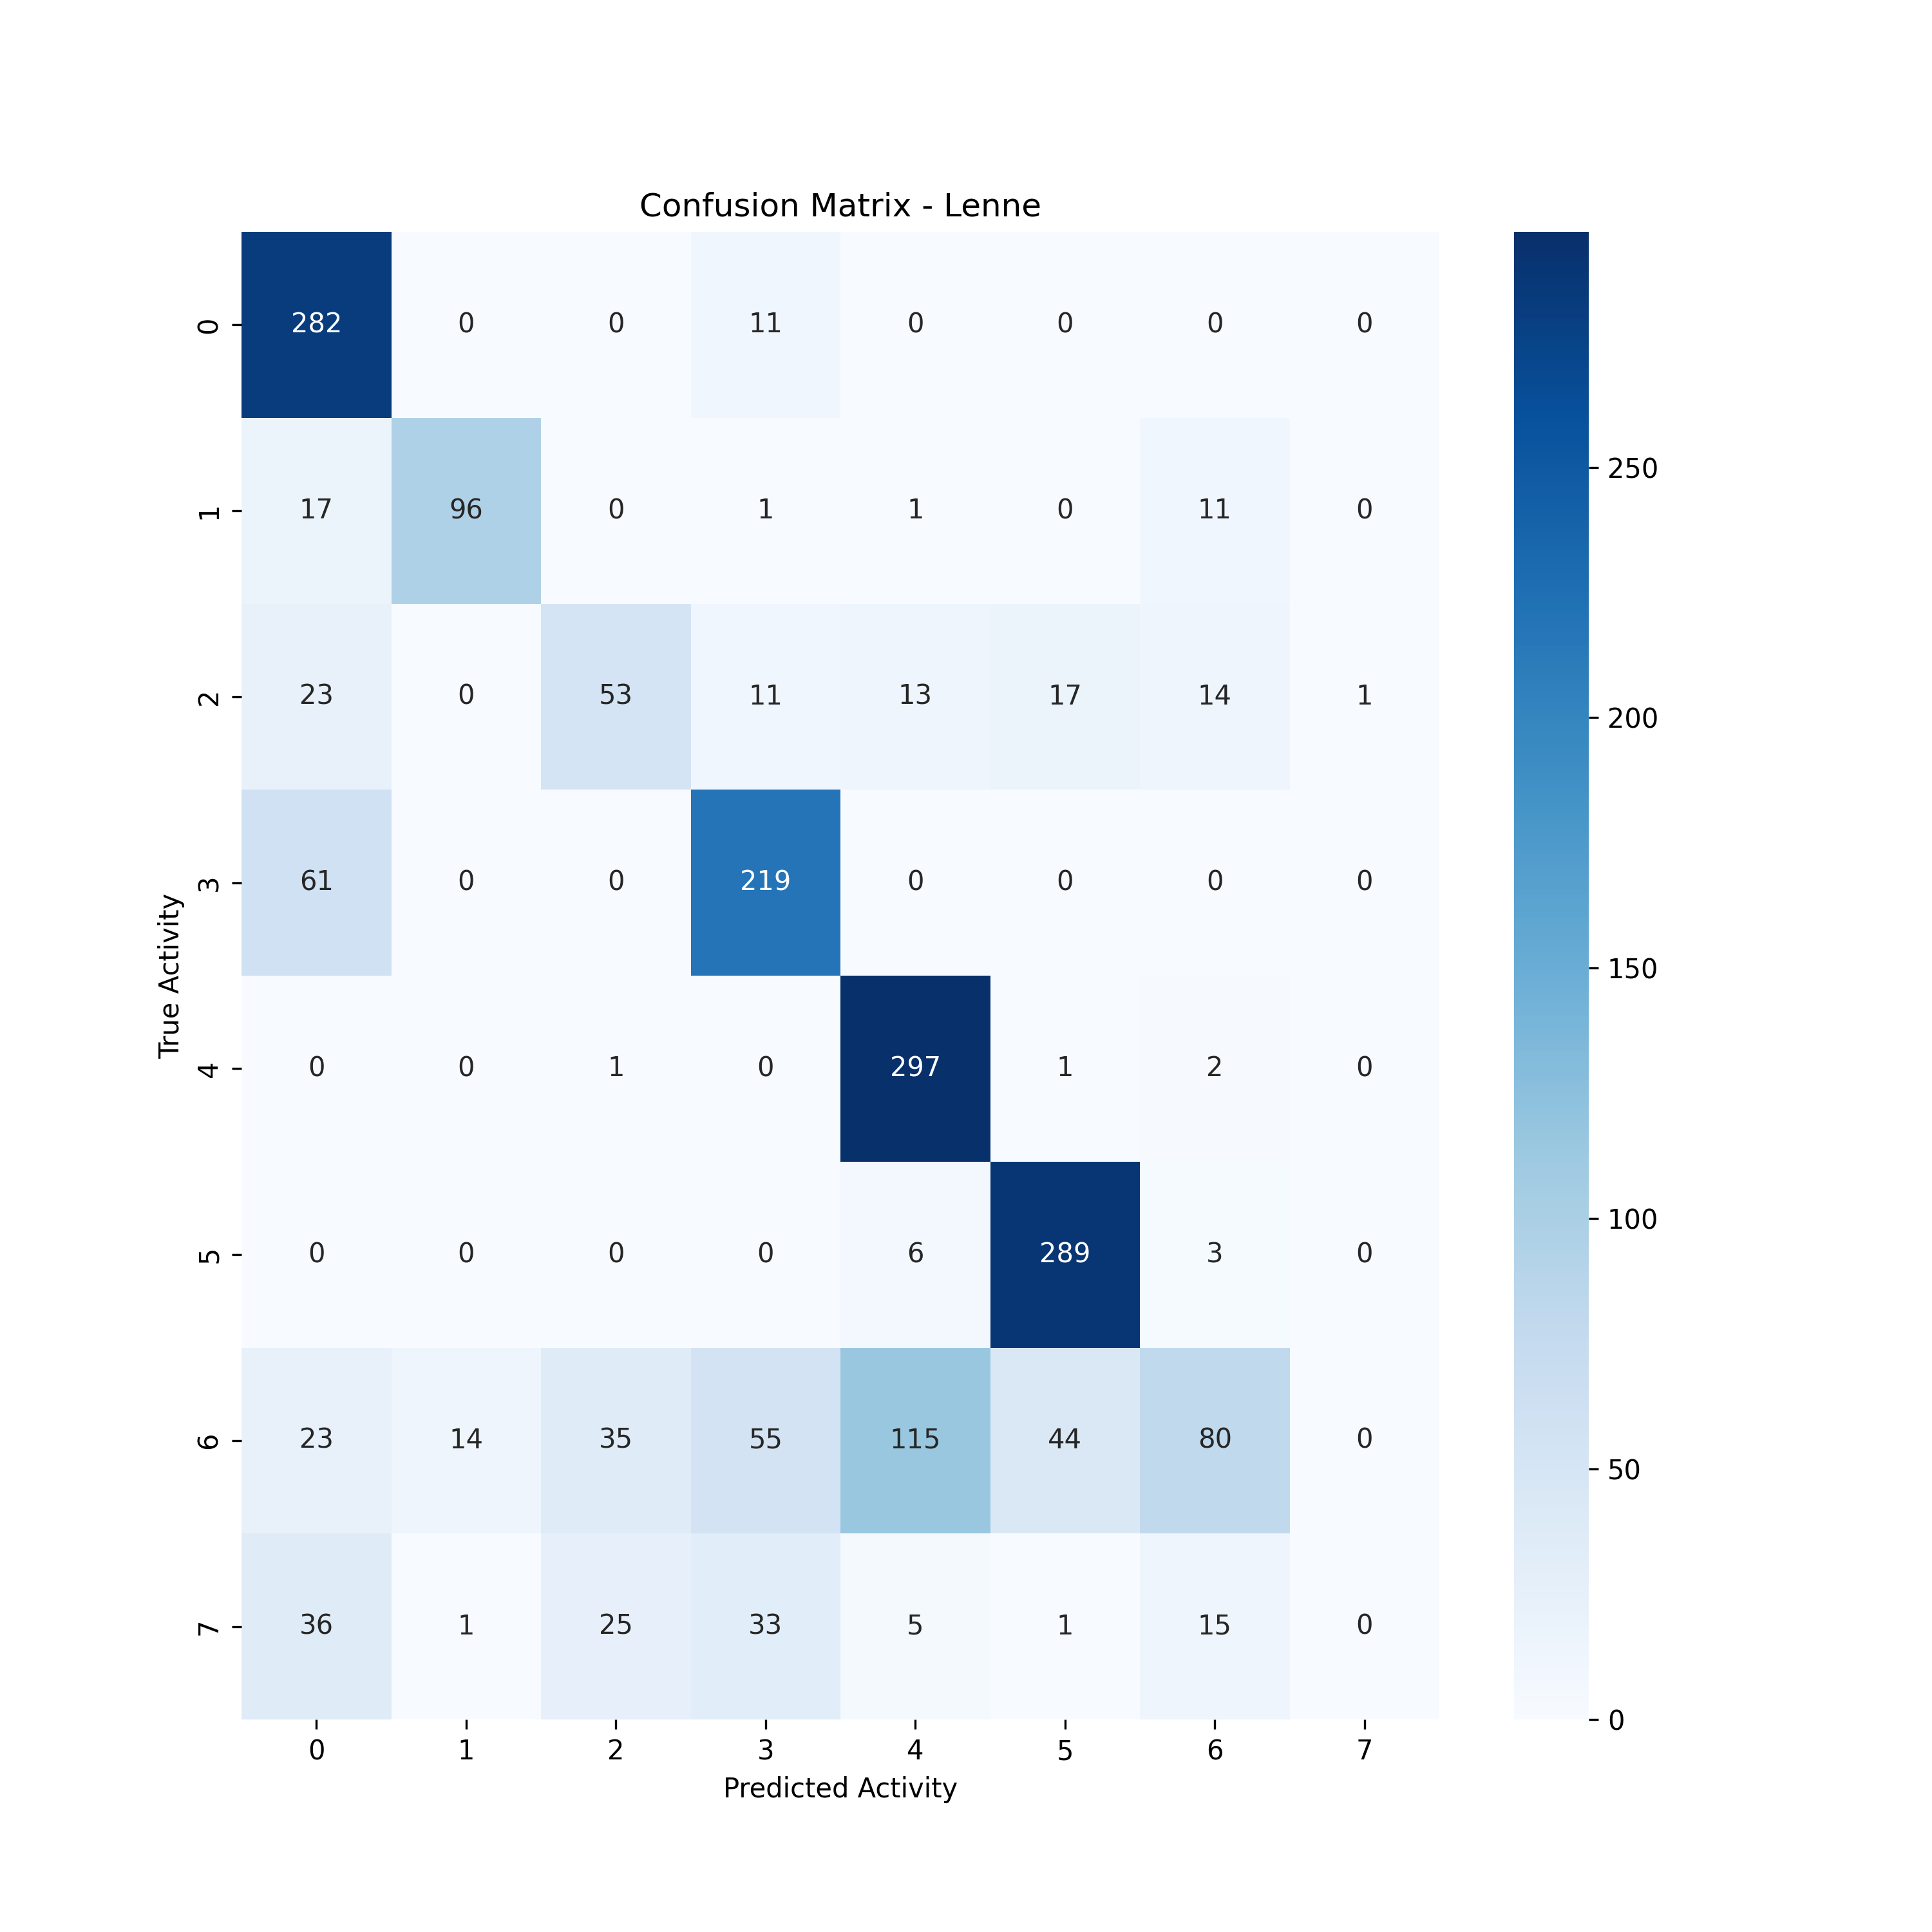 Confusion Matrix - Lenne
0 282 0 0 11 0 0 0 0
1 17 96 0 1 1 0 11 0
2 23 0 53 11 13 17 14 1
3 61 0 0 219 0 0 0 0
4 0 0 1 0 297 1 2 0
5 0 0 0 0 6 289 3 0
6 23 14 35 55 115 44 80 0
7 36 1 25 33 5 1 15 0
0 1 2 3 4 5 6 7
Predicted Activity
True Activity
250
200
150
100
50
0